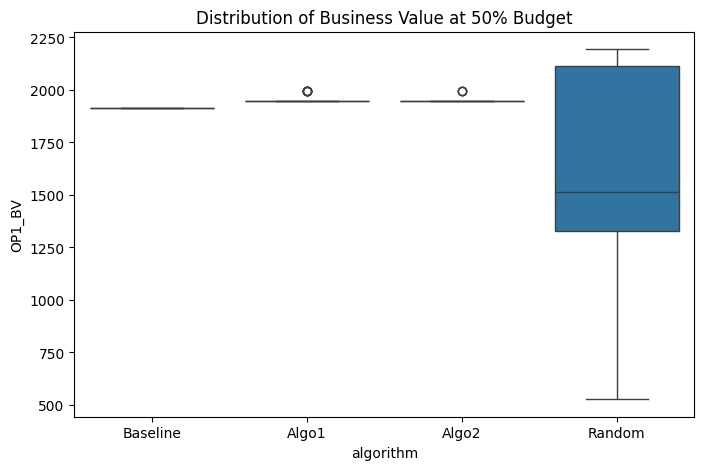 Distribution of Business Value at 50% Budget
OP1_BV
2250
2000
1750
1500
1250
1000
750
500
Baseline
Algo1
Algo2
Random
algorithm